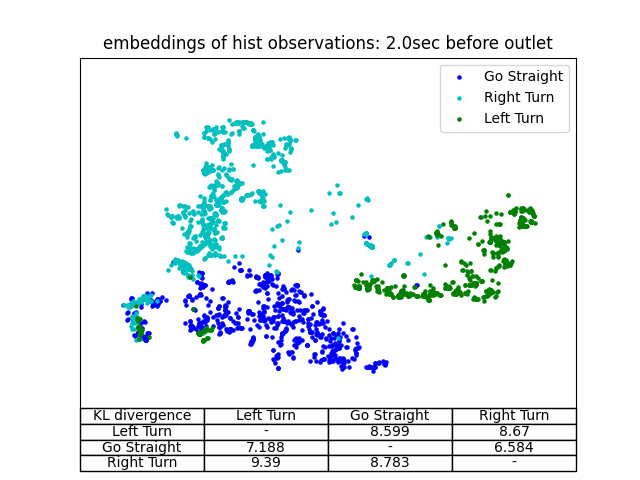 embeddings of hist observations: 2.0sec before outlet
Go Straight
Right Turn
Left Turn
KL divergence Left Turn Go Straight Right Turn
Left Turn - 8.599 8.67
Go Straight 7.188 - 6.584
Right Turn 9.39 8.783 -